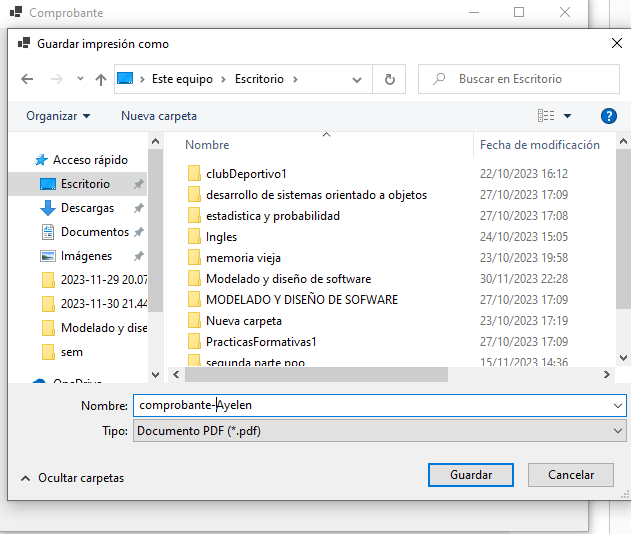 Comprobante
Guardar impresión como
Este equipo > Escritorio >
Buscar en Escritorio
Organizar
Nueva carpeta
Nombre
Fecha de modificación
Acceso rápido
Escritorio
Descargas
Documentos
Imágenes
2023-11-29 20.07
2023-11-30 21.44
Modelado y dise
sem
OneDrive
clubDeportivo1 22/10/2023 16:12
desarrollo de sistemas orientado a objetos 27/10/2023 17:09
estadistica y probabilidad 27/10/2023 17:08
Ingles 24/10/2023 15:05
memoria vieja 23/10/2023 19:58
Modelado y diseño de software 30/11/2023 22:28
MODELADO Y DISEÑO DE SOFWARE 27/10/2023 17:09
Nueva carpeta 23/10/2023 17:19
PracticasFormativas1 27/10/2023 17:09
segunda parte poo 15/11/2023 14:36
Nombre: comprobante-Ayelen
Tipo: Documento PDF (*.pdf)
Ocultar carpetas
Guardar
Cancelar